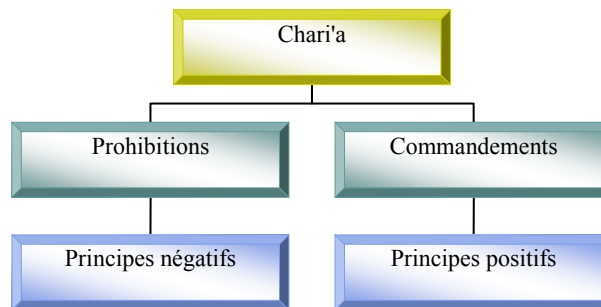 Chari'a
Prohibitions
Commandements
Principes négatifs
Principes positifs